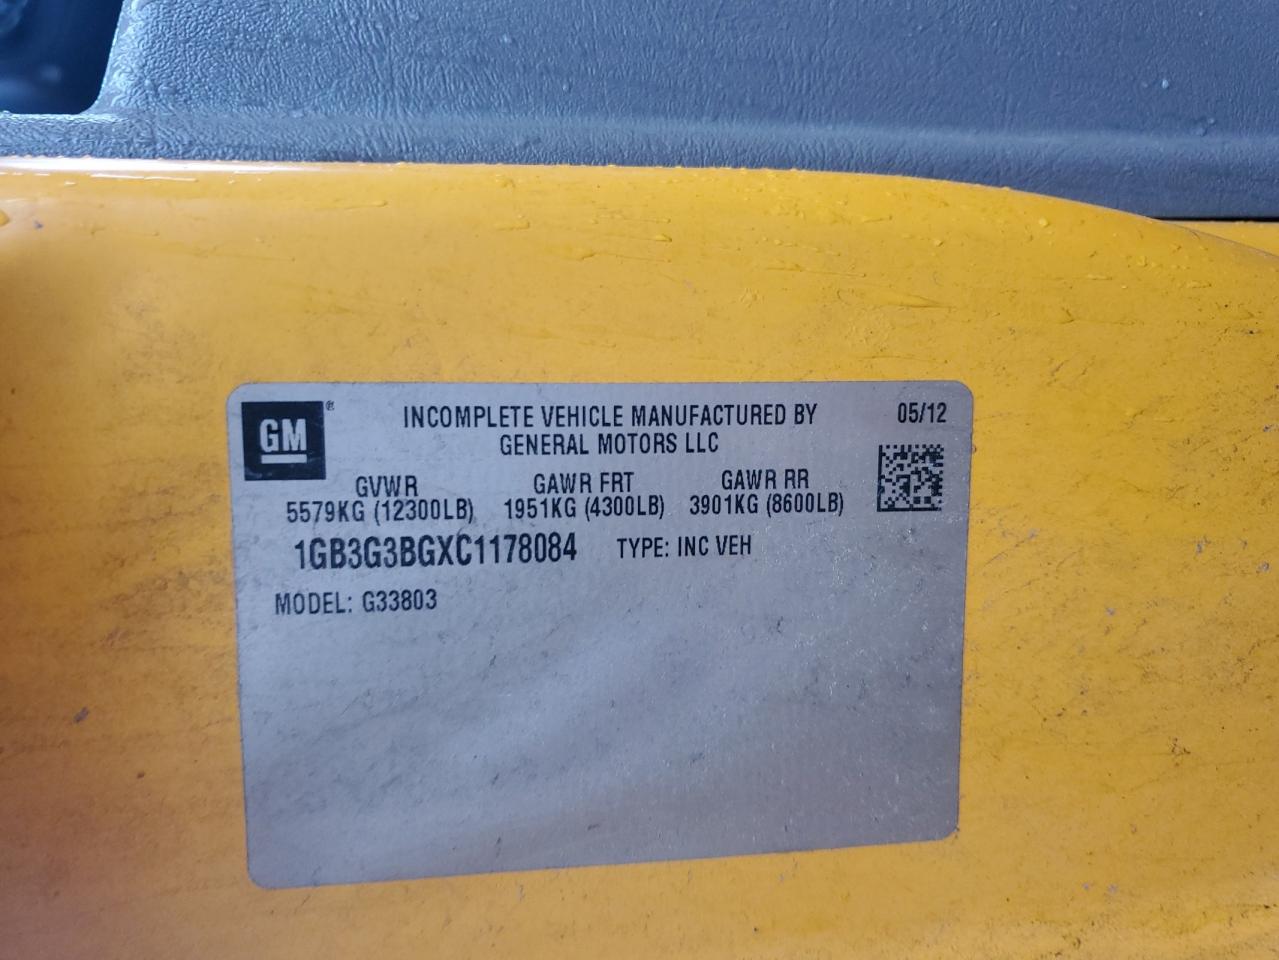 GM®
INCOMPLETE VEHICLE MANUFACTURED BY
GENERAL MOTORS LLC
05/12
GVWR GAWR FRT GAWR RR
5579KG (12300LB) 1951KG (4300LB) 3901KG (8600LB)
1GB3G3BGXC1178084 TYPE: INC VEH
MODEL: G33803